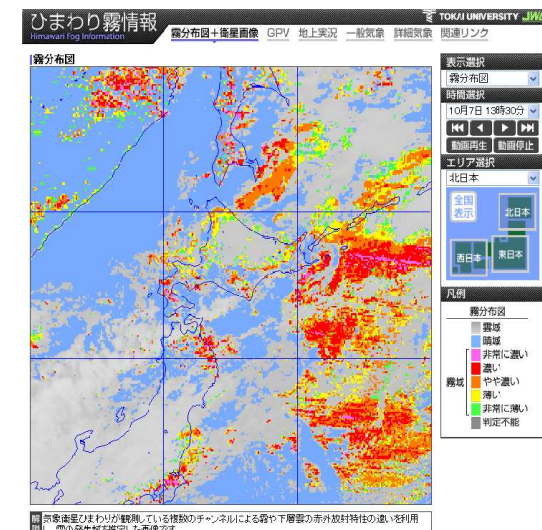 ひまわり霧情報
Himawari Fog Information
TOKAI UNIVERSITY JWA
霧分布図+衛星画像 GPV 地上実況 一般気象 詳細気象 関連リンク
霧分布図
表示選択
霧分布図
時間選択
10月7日 13時30分
動画再生 動画停止
エリア選択
北日本
全国
表示
北日本
西日本
東日本
凡例
霧分布図
雲域
晴域
霧域
非常に濃い
濃い
やや濃い
薄い
非常に薄い
判定不能
解説
気象衛星ひまわりが観測している複数のチャンネルによる霧や下層雲の赤外放射特性の違いを利用